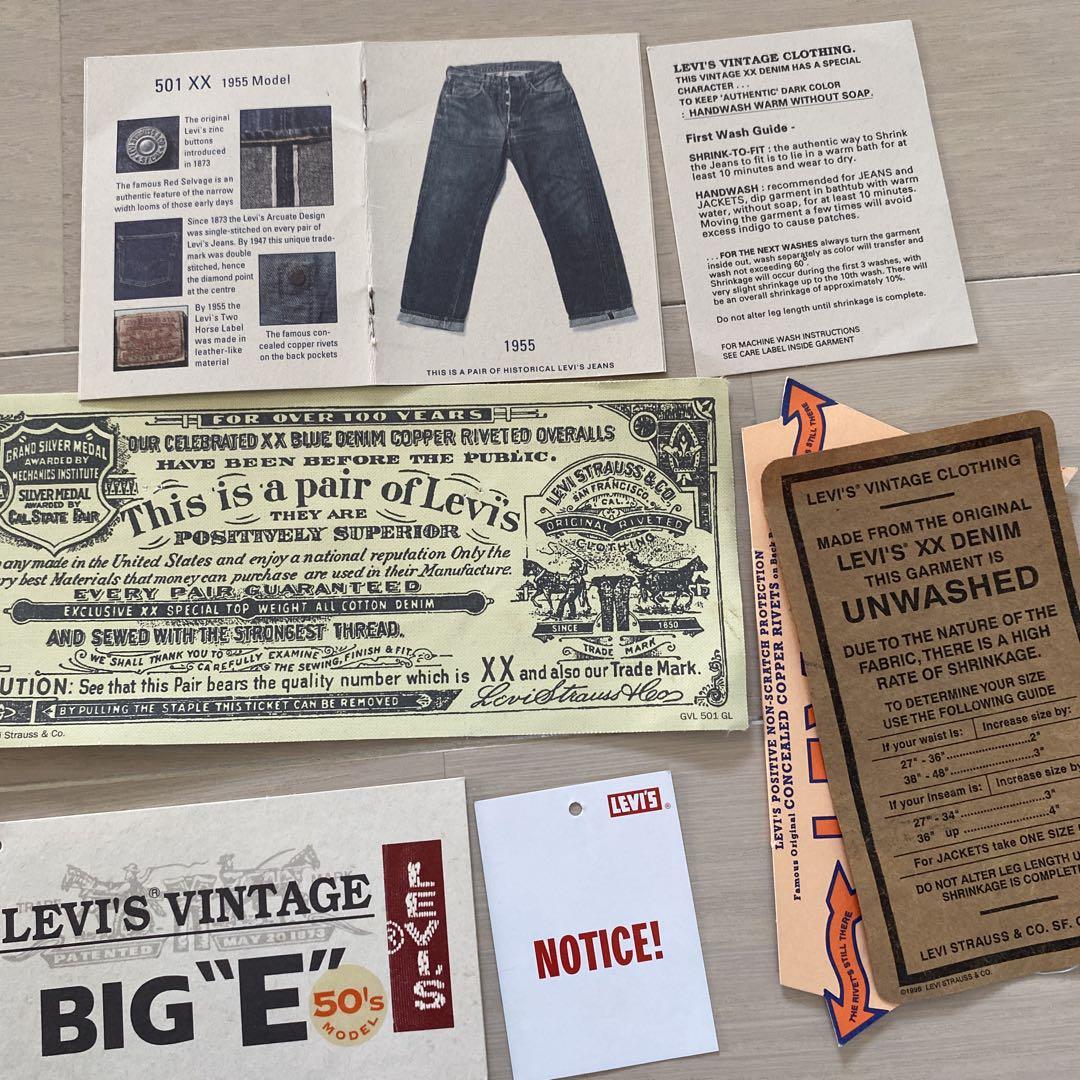 501 XX 1955 Model
The original
Levi's zinc
buttons
introduced
in 1873
The famous Red Selvage is an
authentic feature of the narrow
width looms of those early days
Since 1873 the Levi's Arcuate Design
was single-stitched on every pair of
Levi's Jeans. By 1947 this unique trade-
mark was double
stitched, hence
the diamond point
at the centre
By 1955 the
Levi's Two
Horse Label
was made in
leather-like
material
The famous con-
cealed copper rivets
on the back pockets
1955
THIS IS A PAIR OF HISTORICAL LEVI'S JEANS
LEVI'S VINTAGE CLOTHING.
THIS VINTAGE XX DENIM HAS A SPECIAL
CHARACTER . . .
TO KEEP 'AUTHENTIC' DARK COLOR
: HANDWASH WARM WITHOUT SOAP.
First Wash Guide -
SHRINK-TO-FIT : the authentic way to Shrink
the Jeans to fit is to lie in a warm bath for at
least 10 minutes and wear to dry.
HANDWASH : recommended for JEANS and
JACKETS, dip garment in bathtub with warm
water, without soap, for at least 10 minutes.
Moving the garment a few times will avoid
excess indigo to cause patches.
. . . FOR THE NEXT WASHES always turn the garment
inside out, wash separately as color will transfer and
wash not exceeding 60°.
Shrinkage will occur during the first 3 washes, with
very slight shrinkage up to the 10th wash. There will
be an overall shrinkage of approximately 10%.
Do not alter leg length until shrinkage is complete.
FOR MACHINE WASH INSTRUCTIONS
SEE CARE LABEL INSIDE GARMENT
FOR OVER 100 YEARS
OUR CELEBRATED XX BLUE DENIM COPPER RIVETED OVERALLS
HAVE BEEN BEFORE THE PUBLIC.
This is a pair of Levi's
THEY ARE
POSITIVELY SUPERIOR
any made in the United States and enjoy a national reputation Only the
ry best Materials that money can purchase are used in their Manufacture.
EVERY PAIR GUARANTEED
EXCLUSIVE XX SPECIAL TOP WEIGHT ALL COTTON DENIM
AND SEWED WITH THE STRONGEST THREAD.
WE SHALL THANK YOU TO CAREFULLY EXAMINE THE SEWING, FINISH & FIT
UTION: See that this Pair bears the quality number which is XX and also our Trade Mark.
BY PULLING THE STAPLE THIS TICKET CAN BE REMOVED
Levi Strauss & Co
i Strauss & Co.
GVL 501 GL
GRAND SILVER MEDAL
AWARDED BY
MECHANICS INSTITUTE
SILVER MEDAL
AWARDED BY
CAL STATE FAIR
LEVI STRAUSS & CO.
SAN FRANCISCO,
CAL.
ORIGINAL RIVETED
CLOTHING
SINCE 1850
TRADE MARK
LEVI'S® VINTAGE
TRADE MARK
PATENTED MAY 20 1873
BIG "E"
50's
MODEL
LEVI'S®
LEVI'S®
NOTICE!
'S STILL THERE
LEVI'S POSITIVE NON-SCRATCH PROTECTION
Famous Original CONCEALED COPPER RIVETS on Back P
THE RIVET'S STILL THERE
LEVI'S® VINTAGE CLOTHING
MADE FROM THE ORIGINAL
LEVI'S® XX DENIM
THIS GARMENT IS
UNWASHED
DUE TO THE NATURE OF THE
FABRIC, THERE IS A HIGH
RATE OF SHRINKAGE.
TO DETERMINE YOUR SIZE
USE THE FOLLOWING GUIDE
If your waist is: Increase size by:
27" - 36"........................2"
38" - 48"........................3"
If your Inseam is: Increase size by
27" - 34"........................3"
36" up ........................4"
For JACKETS take ONE SIZE
DO NOT ALTER LEG LENGTH U
SHRINKAGE IS COMPLET
LEVI STRAUSS & CO. SF. C
©1996 LEVI STRAUSS & CO.